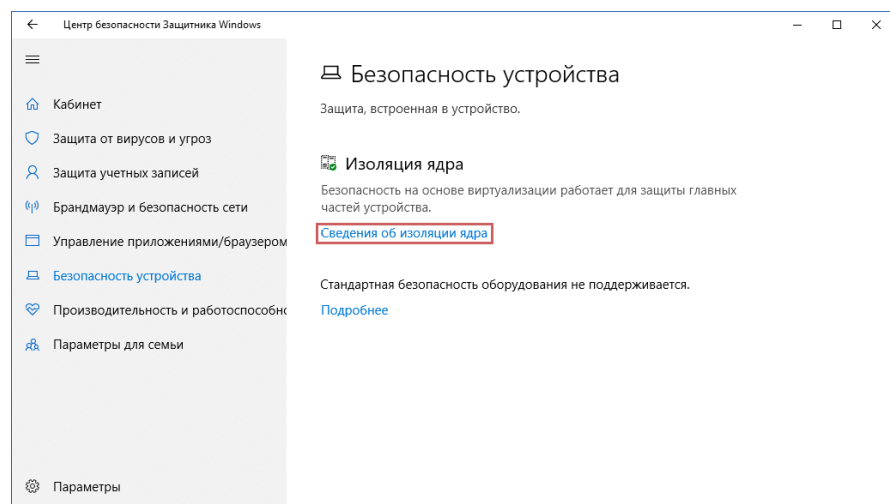 Центр безопасности Защитника Windows
Безопасность устройства
Защита, встроенная в устройство.
Кабинет
Защита от вирусов и угроз
Защита учетных записей
Брандмауэр и безопасность сети
Управление приложениями/браузером
Безопасность устройства
Производительность и работоспособно
Параметры для семьи
Параметры
Изоляция ядра
Безопасность на основе виртуализации работает для защиты главных
частей устройства.
Сведения об изоляции ядра
Стандартная безопасность оборудования не поддерживается.
Подробнее